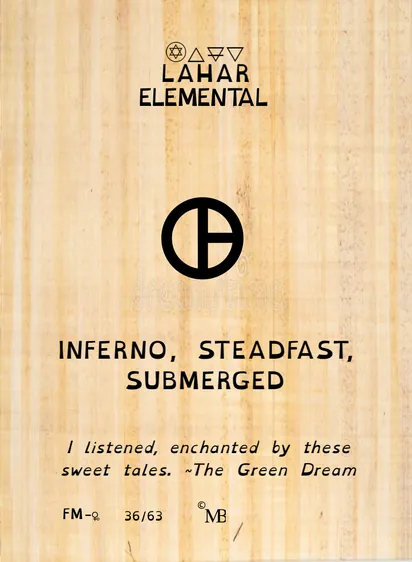 LAHAR
ELEMENTAL
INFERNO, STEADFAST,
SUBMERGED
I listened, enchanted by these
sweet tales. ~The Green Dream
FM-♀ 36/63 © MB